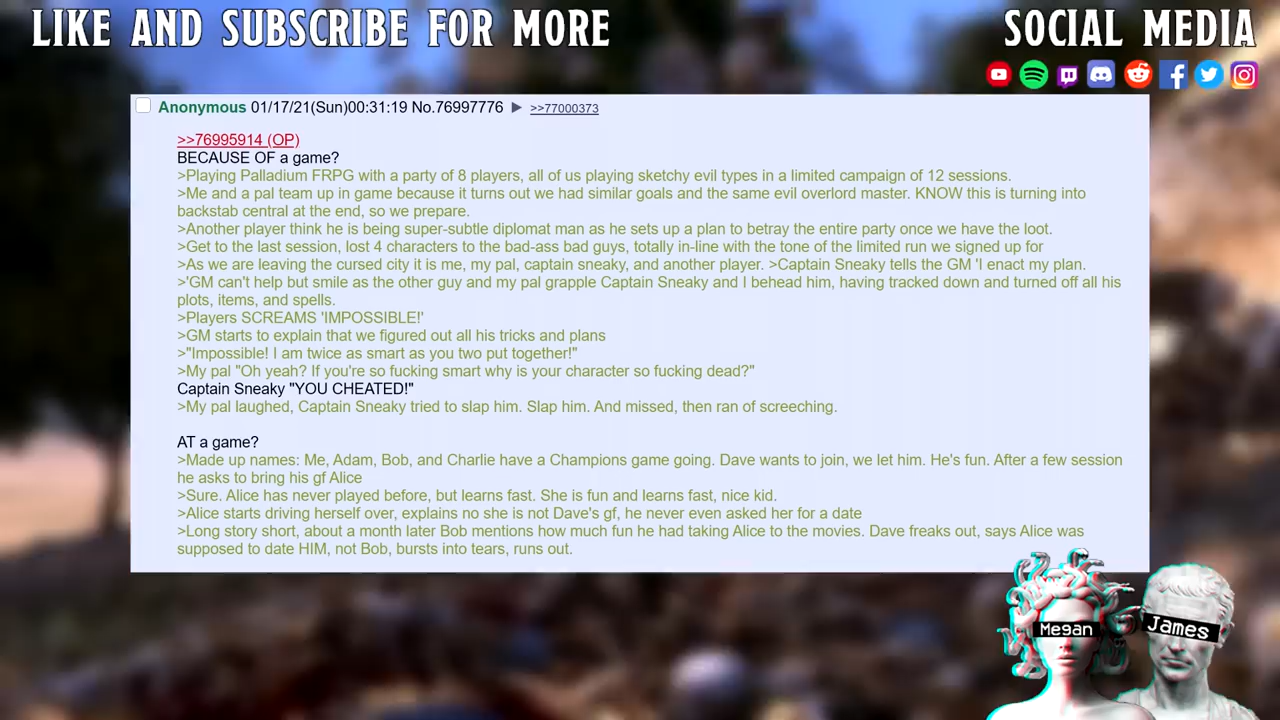 LIKE AND SUBSCRIBE FOR MORE
SOCIAL MEDIA
Anonymous 01/17/21(Sun)00:31:19 No.76997776 ▶ >>77000373
>>76995914 (OP)
BECAUSE OF a game?
>Playing Palladium FRPG with a party of 8 players, all of us playing sketchy evil types in a limited campaign of 12 sessions.
>Me and a pal team up in game because it turns out we had similar goals and the same evil overlord master. KNOW this is turning into
backstab central at the end, so we prepare.
>Another player think he is being super-subtle diplomat man as he sets up a plan to betray the entire party once we have the loot.
>Get to the last session, lost 4 characters to the bad-ass bad guys, totally in-line with the tone of the limited run we signed up for
>As we are leaving the cursed city it is me, my pal, captain sneaky, and another player. >Captain Sneaky tells the GM 'I enact my plan.
>'GM can't help but smile as the other guy and my pal grapple Captain Sneaky and I behead him, having tracked down and turned off all his
plots, items, and spells.
>Players SCREAMS 'IMPOSSIBLE!'
>GM starts to explain that we figured out all his tricks and plans
>"Impossible! I am twice as smart as you two put together!"
>My pal "Oh yeah? If you're so fucking smart why is your character so fucking dead?"
Captain Sneaky "YOU CHEATED!"
>My pal laughed, Captain Sneaky tried to slap him. Slap him. And missed, then ran of screeching.
AT a game?
>Made up names: Me, Adam, Bob, and Charlie have a Champions game going. Dave wants to join, we let him. He's fun. After a few session
he asks to bring his gf Alice
>Sure. Alice has never played before, but learns fast. She is fun and learns fast, nice kid.
>Alice starts driving herself over, explains no she is not Dave's gf, he never even asked her for a date
>Long story short, about a month later Bob mentions how much fun he had taking Alice to the movies. Dave freaks out, says Alice was
supposed to date HIM, not Bob, bursts into tears, runs out.
Megan
James